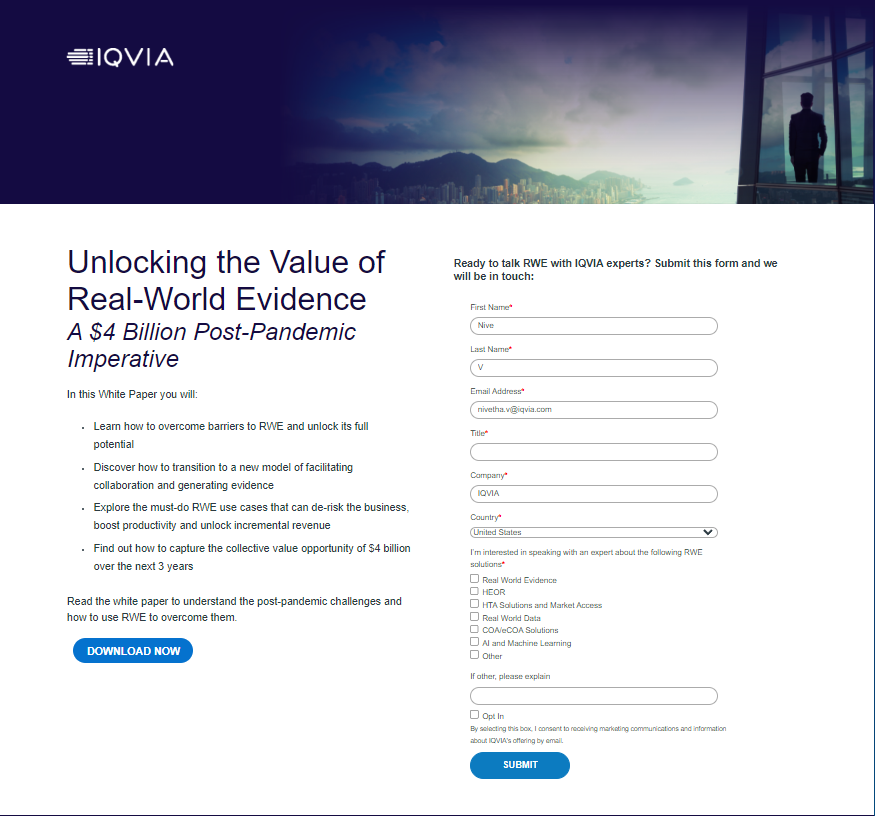 IQVIA
Unlocking the Value of
Real-World Evidence
A $4 Billion Post-Pandemic
Imperative
In this White Paper you will:
Learn how to overcome barriers to RWE and unlock its full
potential
Discover how to transition to a new model of facilitating
collaboration and generating evidence
Explore the must-do RWE use cases that can de-risk the business,
boost productivity and unlock incremental revenue
Find out how to capture the collective value opportunity of $4 billion
over the next 3 years
Read the white paper to understand the post-pandemic challenges and
how to use RWE to overcome them.
DOWNLOAD NOW
Ready to talk RWE with IQVIA experts? Submit this form and we
will be in touch:
First Name*
Nive
Last Name*
V
Email Address*
nivetha.v@iqvia.com
Title*
Company*
IQVIA
Country*
United States
I'm interested in speaking with an expert about the following RWE
solutions*
Real World Evidence
HEOR
HTA Solutions and Market Access
Real World Data
COA/eCOA Solutions
AI and Machine Learning
Other
If other, please explain
Opt In
By selecting this box, I consent to receiving marketing communications and information
about IQVIA's offering by email.
SUBMIT